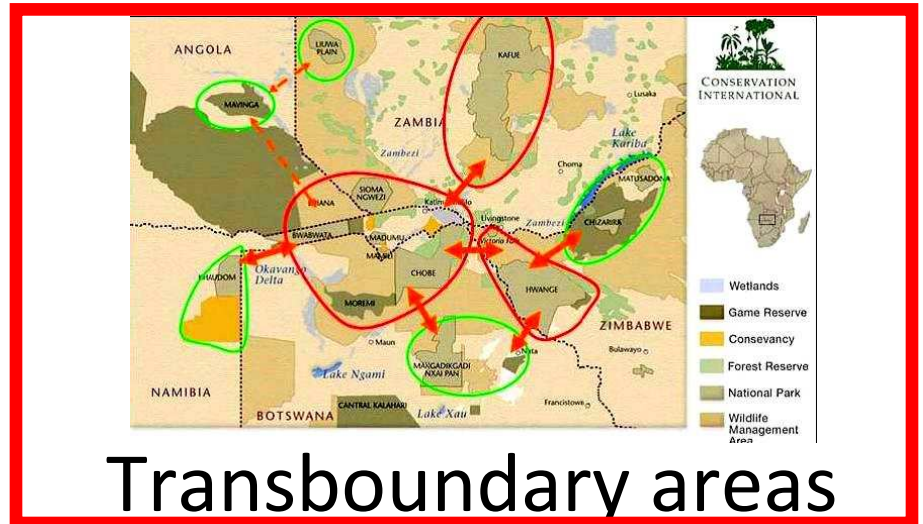 ANGOLA
LIUWA
PLAIN
MAVINGA
ZAMBIA
KAFUE
Lusaka
Zambezi
Choma
Lake
Kariba
MATUSADONA
SIOMA
NGWEZI
Livingstone
Zambezi
CHIZARIRA
BWABWATA
MADUMU
Victoria Falls
KHAUDOM
Okavango
Delta
CHOBE
HWANGE
MOREMI
ZIMBABWE
Maun
Nata
Bulawayo
MAKGADIKGADI
NXAI PAN
Lake Ngami
NAMIBIA
BOTSWANA
CANTRAL KALAHARI
Lake Xau
Francistown
CONSERVATION
INTERNATIONAL
Wetlands
Game Reserve
Consevancy
Forest Reserve
National Park
Wildlife
Management
Area
Transboundary areas